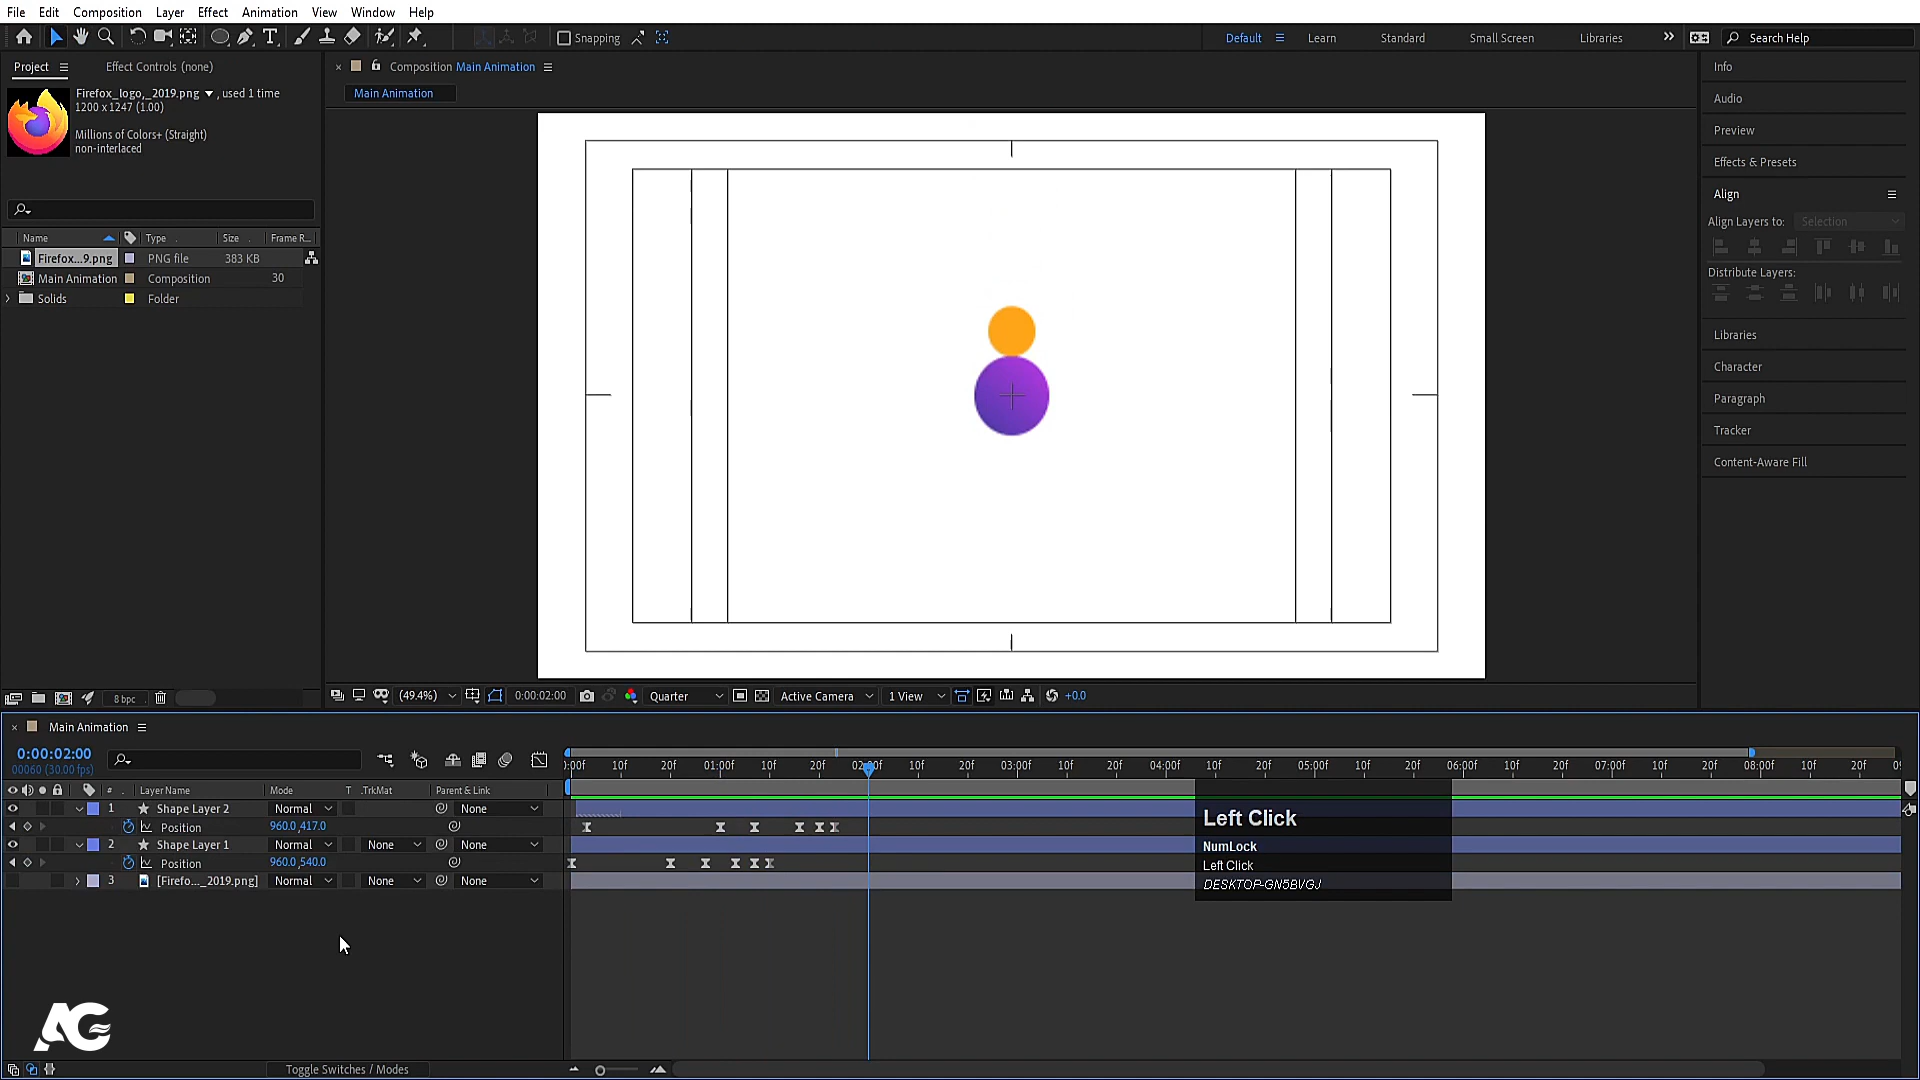 File Edit Composition Layer Effect Animation View Window Help
Snapping Default Learn Standard Small Screen Libraries Search Help
Project Effect Controls (none)
Composition Main Animation
Main Animation
Firefox_logo,_2019.png , used 1 time
1200 x 1247 (1.00)
Millions of Colors+ (Straight)
non-interlaced
Name Type Size Frame R...
Firefox...9.png PNG file 383 KB
Main Animation Composition 30
Solids Folder
8 bpc
(49.4%) 0:00:02:00 Quarter Active Camera 1 View +0.0
Info
Audio
Preview
Effects & Presets
Align
Align Layers to: Selection
Distribute Layers:
Libraries
Character
Paragraph
Tracker
Content-Aware Fill
Main Animation
0:00:02:00
00060 (30.00 fps)
# Layer Name Mode T .TrkMat Parent & Link
1 Shape Layer 2 Normal None
Position 960.0,417.0
2 Shape Layer 1 Normal None None
Position 960.0,540.0
3 [Firefo..._2019.png] Normal None None
):00f 10f 20f 01:00f 10f 20f 02:00f 10f 20f 03:00f 10f 20f 04:00f 10f 20f 05:00f 10f 20f 06:00f 10f 20f 07:00f 10f 20f 08:00f 10f 20f
Left Click
NumLock
Left Click
DESKTOP-GN5BVGJ
AG
Toggle Switches / Modes